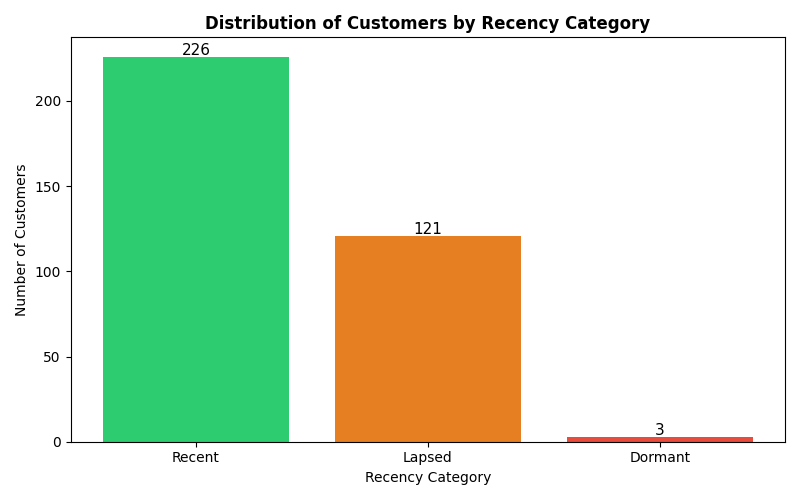 Distribution of Customers by Recency Category
226
200
150
121
100
50
3
0
Number of Customers
Recent
Lapsed
Dormant
Recency Category